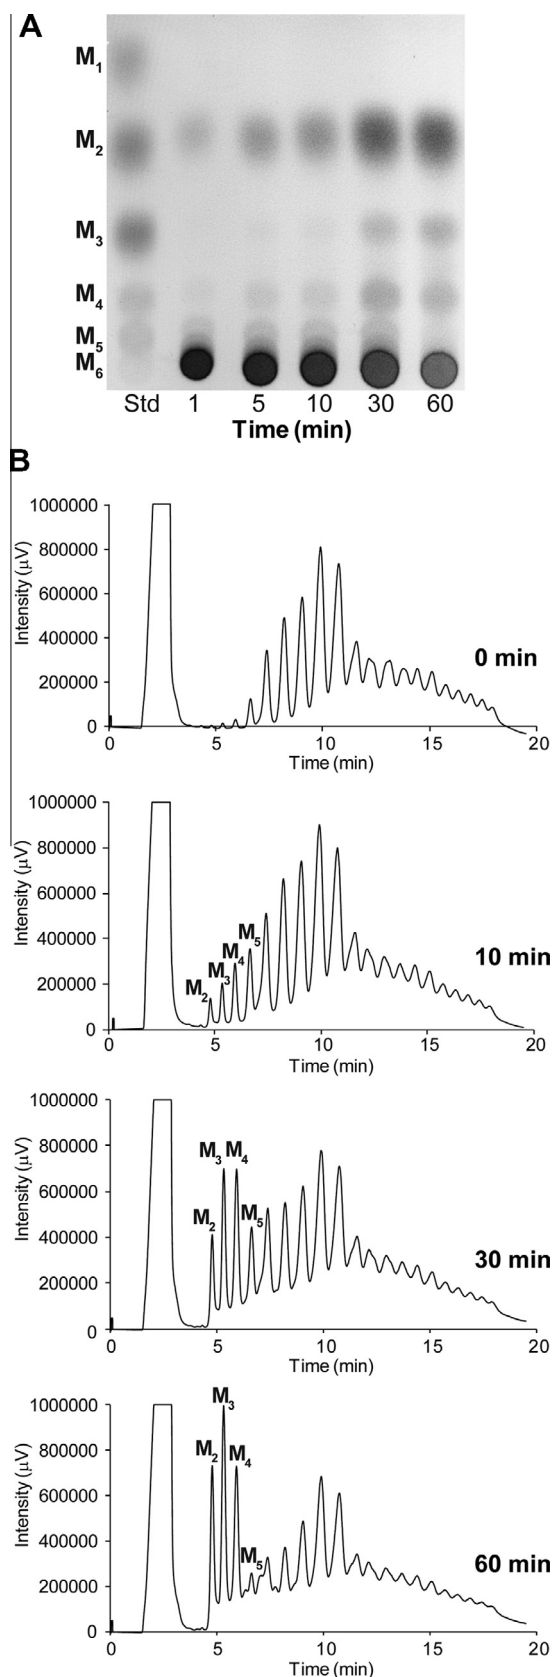 A
M1
M2
M3
M4
M5
M6
Std 1 5 10 30 60
Time (min)
B
1000000
800000
600000
400000
200000
0
Intensity (μV)
0 min
0 5 10 15 20
Time (min)
1000000
800000
600000
400000
200000
0
Intensity (μV)
M2 M3 M4 M5
10 min
0 5 10 15 20
Time (min)
1000000
800000
600000
400000
200000
0
Intensity (μV)
M2 M3 M4 M5
30 min
0 5 10 15 20
Time (min)
1000000
800000
600000
400000
200000
0
Intensity (μV)
M2 M3 M4 M5
60 min
0 5 10 15 20
Time (min)